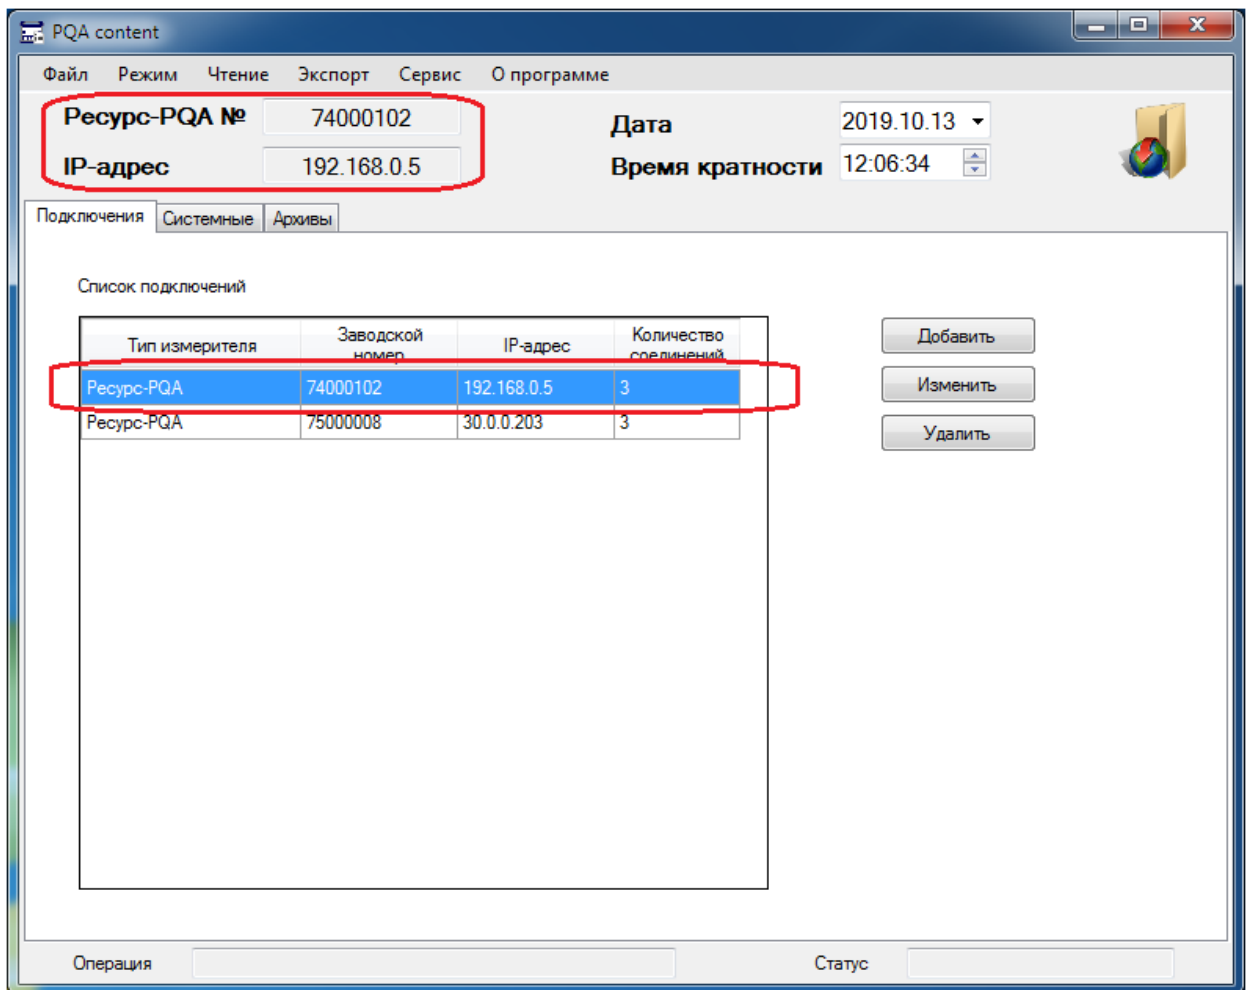 PQA content
Файл Режим Чтение Экспорт Сервис О программе
Ресурс-PQA № 74000102 Дата 2019.10.13
IP-адрес 192.168.0.5 Время кратности 12:06:34
Подключения Системные Архивы
Список подключений
Тип измерителя Заводской номер IP-адрес Количество соединений
Ресурс-PQA 74000102 192.168.0.5 3
Ресурс-PQA 75000008 30.0.0.203 3
Добавить
Изменить
Удалить
Операция Статус